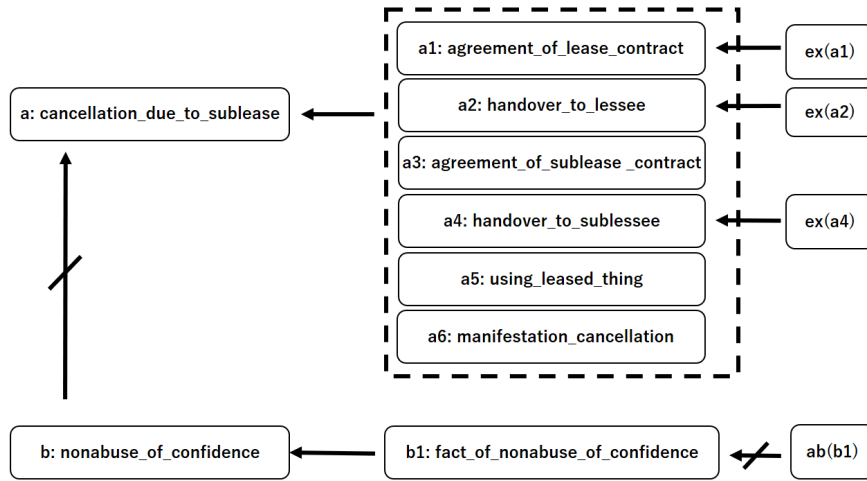 a1: agreement_of_lease_contract
ex(a1)
a: cancellation_due_to_sublease
a2: handover_to_lessee
ex(a2)
a3: agreement_of_sublease _contract
a4: handover_to_sublessee
ex(a4)
a5: using_leased_thing
a6: manifestation_cancellation
b: nonabuse_of_confidence
b1: fact_of_nonabuse_of_confidence
ab(b1)